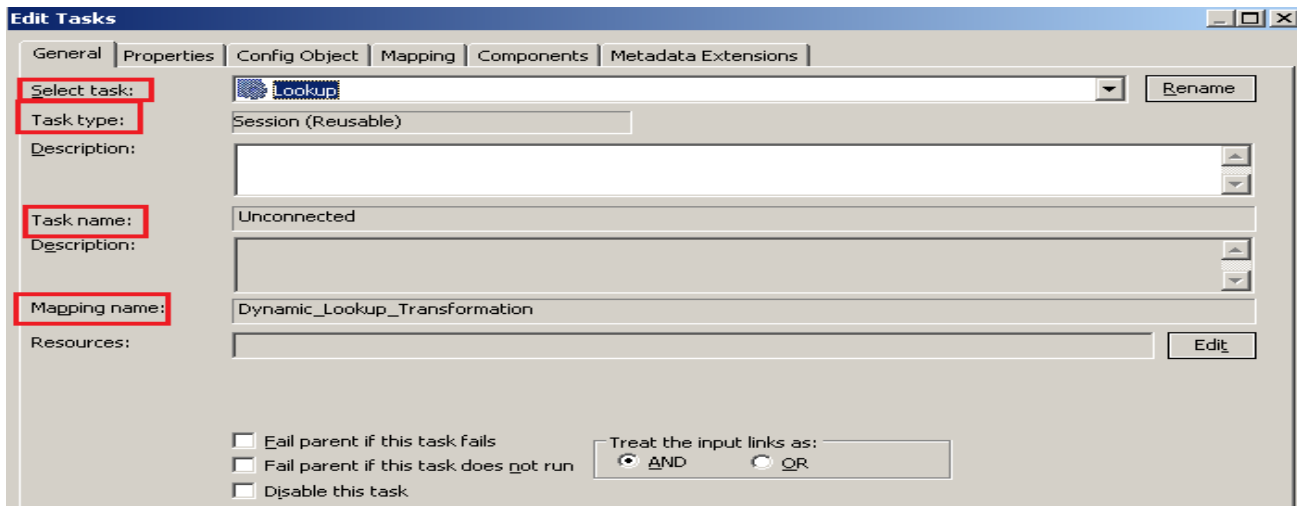 Edit Tasks
General Properties Config Object Mapping Components Metadata Extensions
Select task: Lookup Rename
Task type: Session (Reusable)
Description:
Task name: Unconnected
Description:
Mapping name: Dynamic_Lookup_Transformation
Resources: Edit
Fail parent if this task fails
Treat the input links as:
Fail parent if this task does not run
AND OR
Disable this task